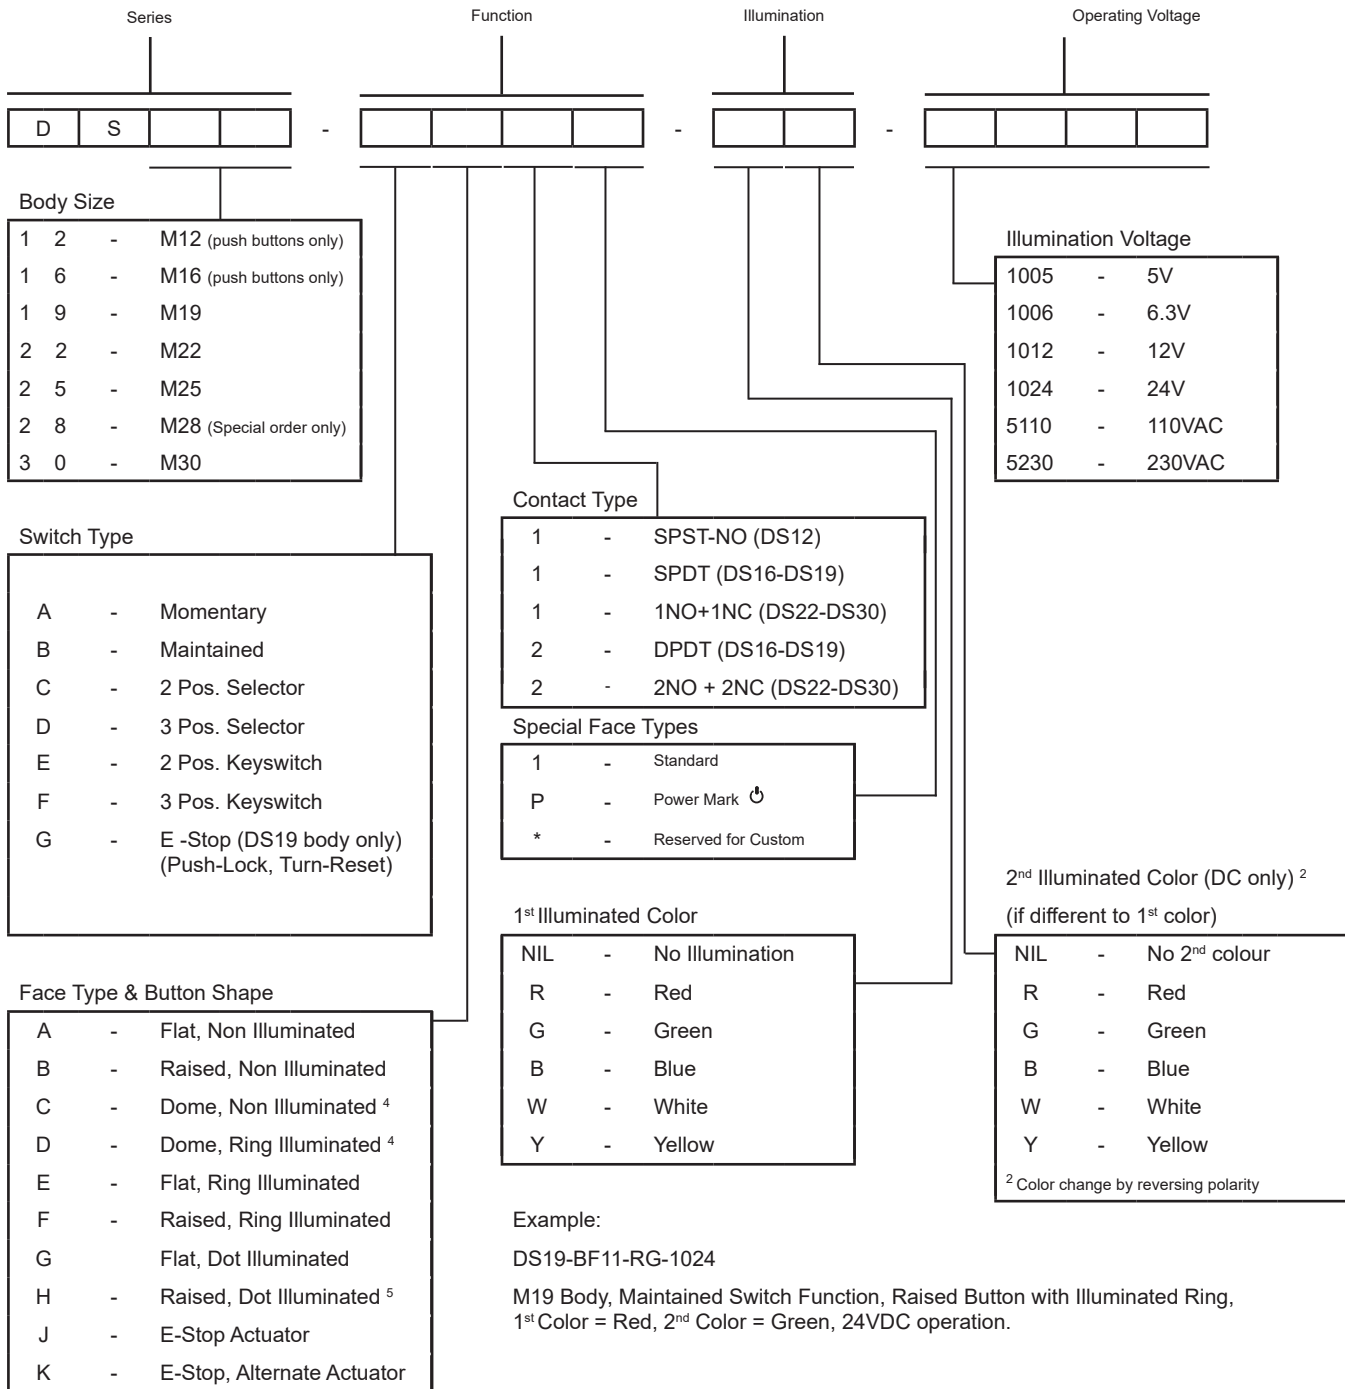 Series Function Illumination Operating Voltage
D S - - -
Body Size
1 2 - M12 (push buttons only)
1 6 - M16 (push buttons only)
1 9 - M19
2 2 - M22
2 5 - M25
2 8 - M28 (Special order only)
3 0 - M30
Illumination Voltage
1005 - 5V
1006 - 6.3V
1012 - 12V
1024 - 24V
5110 - 110VAC
5230 - 230VAC
Switch Type
A - Momentary
B - Maintained
C - 2 Pos. Selector
D - 3 Pos. Selector
E - 2 Pos. Keyswitch
F - 3 Pos. Keyswitch
G - E -Stop (DS19 body only)
(Push-Lock, Turn-Reset)
Contact Type
1 - SPST-NO (DS12)
1 - SPDT (DS16-DS19)
1 - 1NO+1NC (DS22-DS30)
2 - DPDT (DS16-DS19)
2 - 2NO + 2NC (DS22-DS30)
Special Face Types
1 - Standard
P - Power Mark
* - Reserved for Custom
Face Type & Button Shape
A - Flat, Non Illuminated
B - Raised, Non Illuminated
C - Dome, Non Illuminated 4
D - Dome, Ring Illuminated 4
E - Flat, Ring Illuminated
F - Raised, Ring Illuminated
G Flat, Dot Illuminated
H - Raised, Dot Illuminated 5
J - E-Stop Actuator
K - E-Stop, Alternate Actuator
1st Illuminated Color
NIL - No Illumination
R - Red
G - Green
B - Blue
W - White
Y - Yellow
2nd Illuminated Color (DC only) 2
(if different to 1st color)
NIL - No 2nd colour
R - Red
G - Green
B - Blue
W - White
Y - Yellow
2 Color change by reversing polarity
Example:
DS19-BF11-RG-1024
M19 Body, Maintained Switch Function, Raised Button with Illuminated Ring,
1st Color = Red, 2nd Color = Green, 24VDC operation.